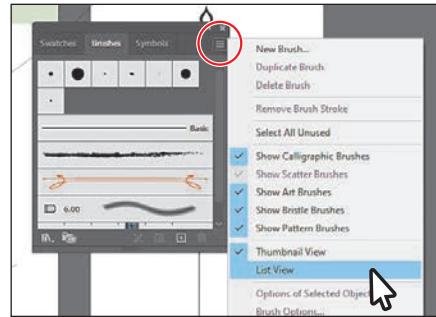 Swatches Brushes Symbols
Basic
6.00
New Brush...
Duplicate Brush
Delete Brush
Remove Brush Stroke
Select All Unused
Show Calligraphic Brushes
Show Scatter Brushes
Show Art Brushes
Show Bristle Brushes
Show Pattern Brushes
Thumbnail View
List View
Options of Selected Object
Brush Options...